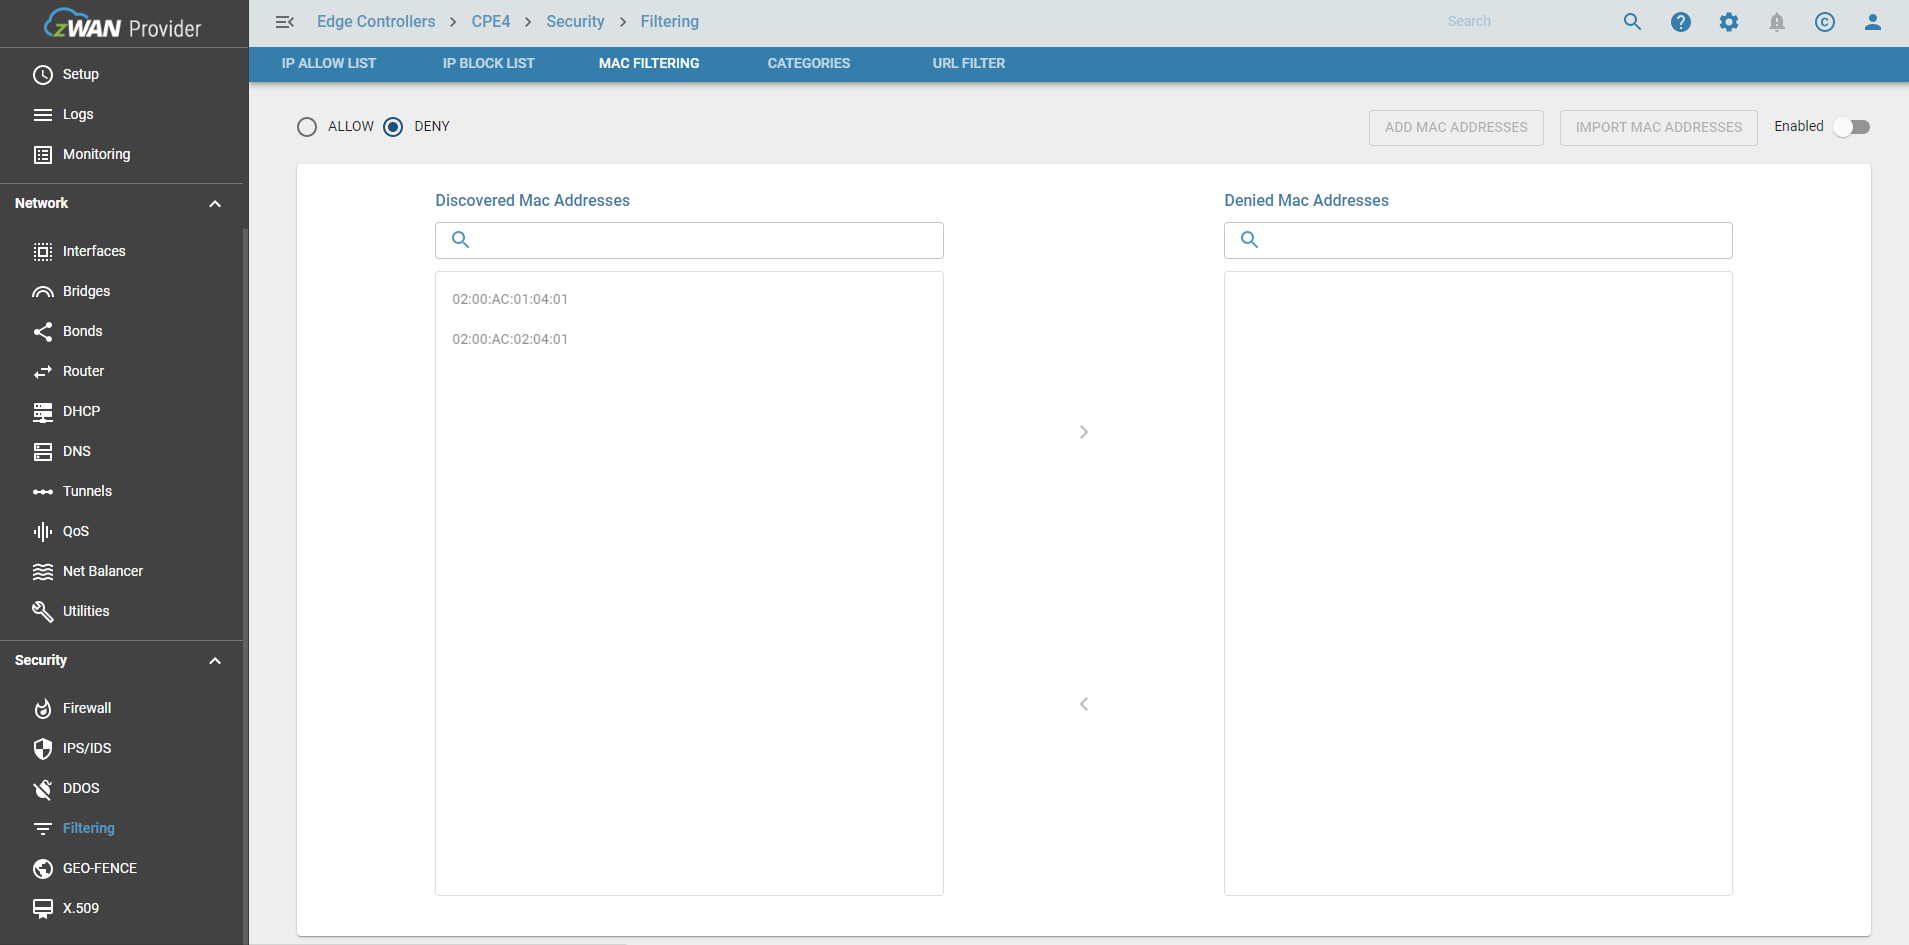 zWAN Provider
Edge Controllers > CPE4 > Security > Filtering
Search
IP ALLOW LIST IP BLOCK LIST MAC FILTERING CATEGORIES URL FILTER
Setup
Logs
Monitoring
Network
Interfaces
Bridges
Bonds
Router
DHCP
DNS
Tunnels
QoS
Net Balancer
Utilities
Security
Firewall
IPS/IDS
DDOS
Filtering
GEO-FENCE
X.509
ALLOW DENY
ADD MAC ADDRESSES IMPORT MAC ADDRESSES Enabled
Discovered Mac Addresses
02:00:AC:01:04:01
02:00:AC:02:04:01
Denied Mac Addresses